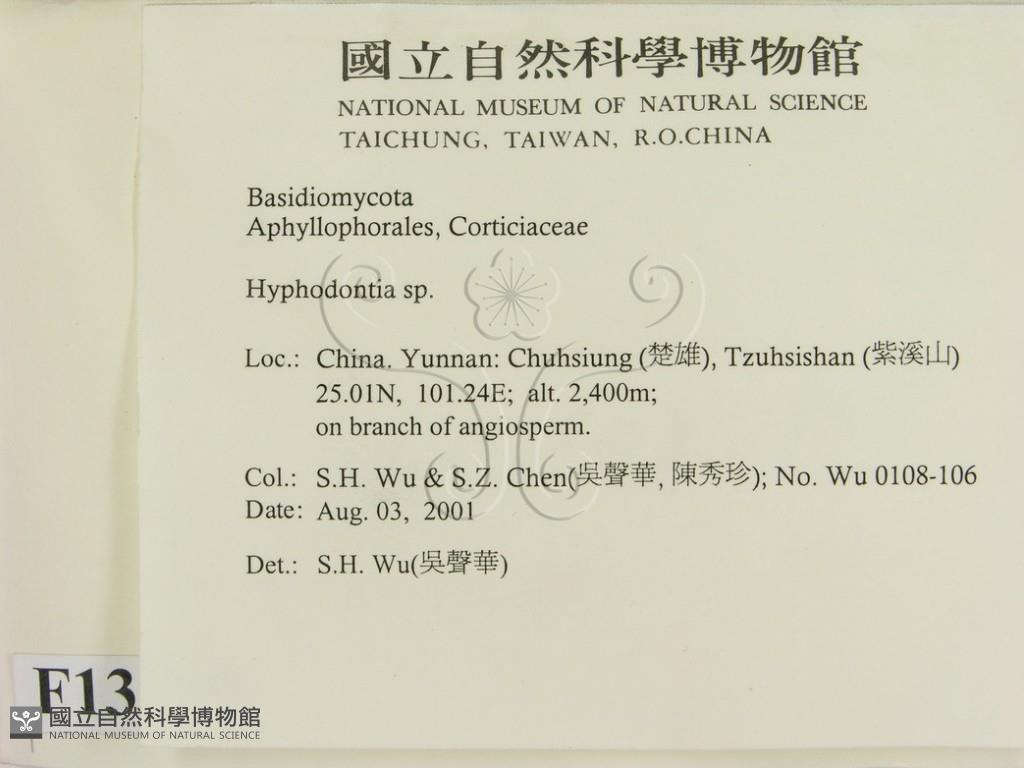 國立自然科學博物館
NATIONAL MUSEUM OF NATURAL SCIENCE
TAICHUNG, TAIWAN, R.O.CHINA
Basidiomycota
Aphyllophorales, Corticiaceae
Hyphodontia sp.
Loc.: China. Yunnan: Chuhsiung (楚雄), Tzuhsishan (紫溪山)
25.01N, 101.24E; alt. 2,400m;
on branch of angiosperm.
Col.: S.H. Wu & S.Z. Chen(吳聲華, 陳秀珍); No. Wu 0108-106
Date: Aug. 03, 2001
Det.: S.H. Wu(吳聲華)
F13
國立自然科學博物館
NATIONAL MUSEUM OF NATURAL SCIENCE